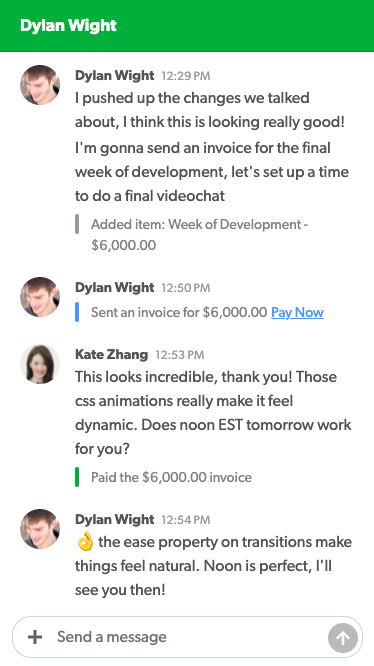 Dylan Wight
Dylan Wight 12:29 PM
I pushed up the changes we talked
about, I think this is looking really good!
I'm gonna send an invoice for the final
week of development, let's set up a time
to do a final videochat
Added item: Week of Development -
$6,000.00
Dylan Wight 12:50 PM
Sent an invoice for $6,000.00 Pay Now
Kate Zhang 12:53 PM
This looks incredible, thank you! Those
css animations really make it feel
dynamic. Does noon EST tomorrow work
for you?
Paid the $6,000.00 invoice
Dylan Wight 12:54 PM
👌 the ease property on transitions make
things feel natural. Noon is perfect, I'll
see you then!
Send a message